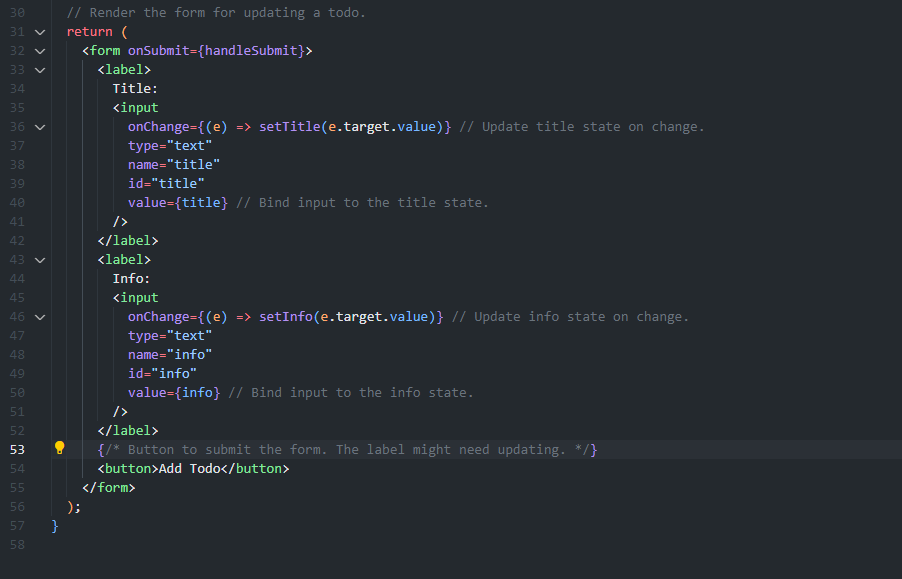 30 // Render the form for updating a todo.
31 return (
32 <form onSubmit={handleSubmit}>
33 <label>
34 Title:
35 <input
36 onChange={(e) => setTitle(e.target.value)} // Update title state on change.
37 type="text"
38 name="title"
39 id="title"
40 value={title} // Bind input to the title state.
41 />
42 </label>
43 <label>
44 Info:
45 <input
46 onChange={(e) => setInfo(e.target.value)} // Update info state on change.
47 type="text"
48 name="info"
49 id="info"
50 value={info} // Bind input to the info state.
51 />
52 </label>
53 {/* Button to submit the form. The label might need updating. */}
54 <button>Add Todo</button>
55 </form>
56 );
57 }
58